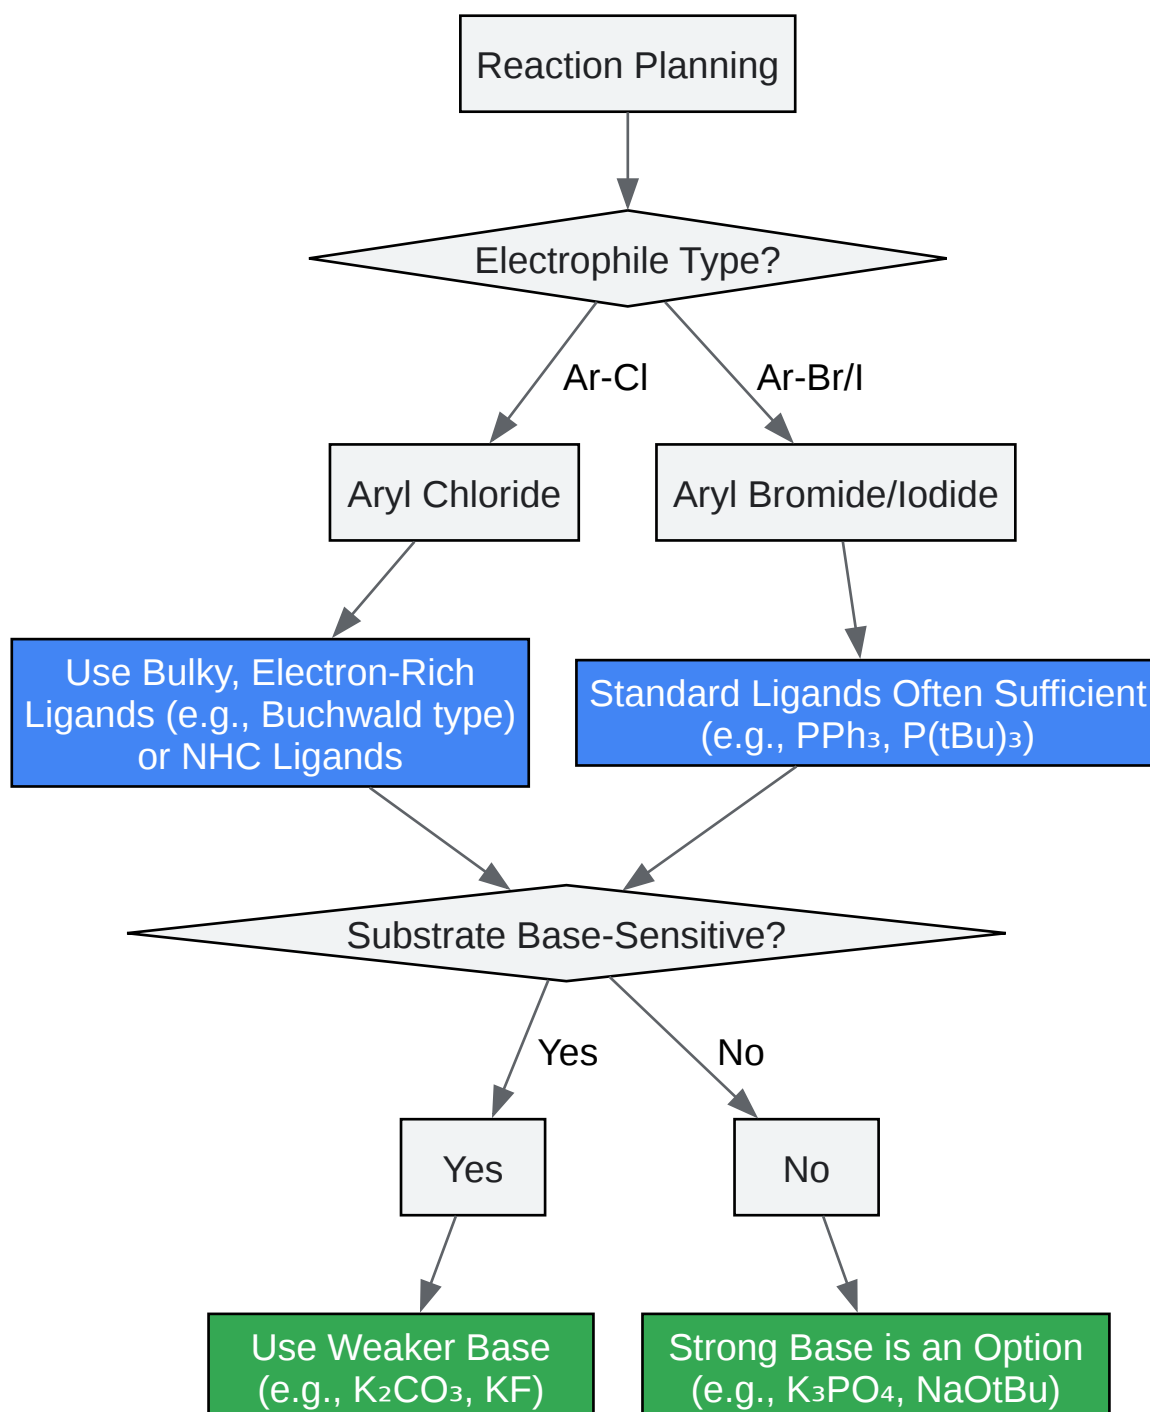 Reaction Planning
Electrophile Type?
Ar-Cl
Ar-Br/I
Aryl Chloride
Aryl Bromide/Iodide
Use Bulky, Electron-Rich
Ligands (e.g., Buchwald type)
or NHC Ligands
Standard Ligands Often Sufficient
(e.g., PPh₃, P(tBu)₃)
Substrate Base-Sensitive?
Yes
No
Yes
No
Use Weaker Base
(e.g., K₂CO₃, KF)
Strong Base is an Option
(e.g., K₃PO₄, NaOtBu)